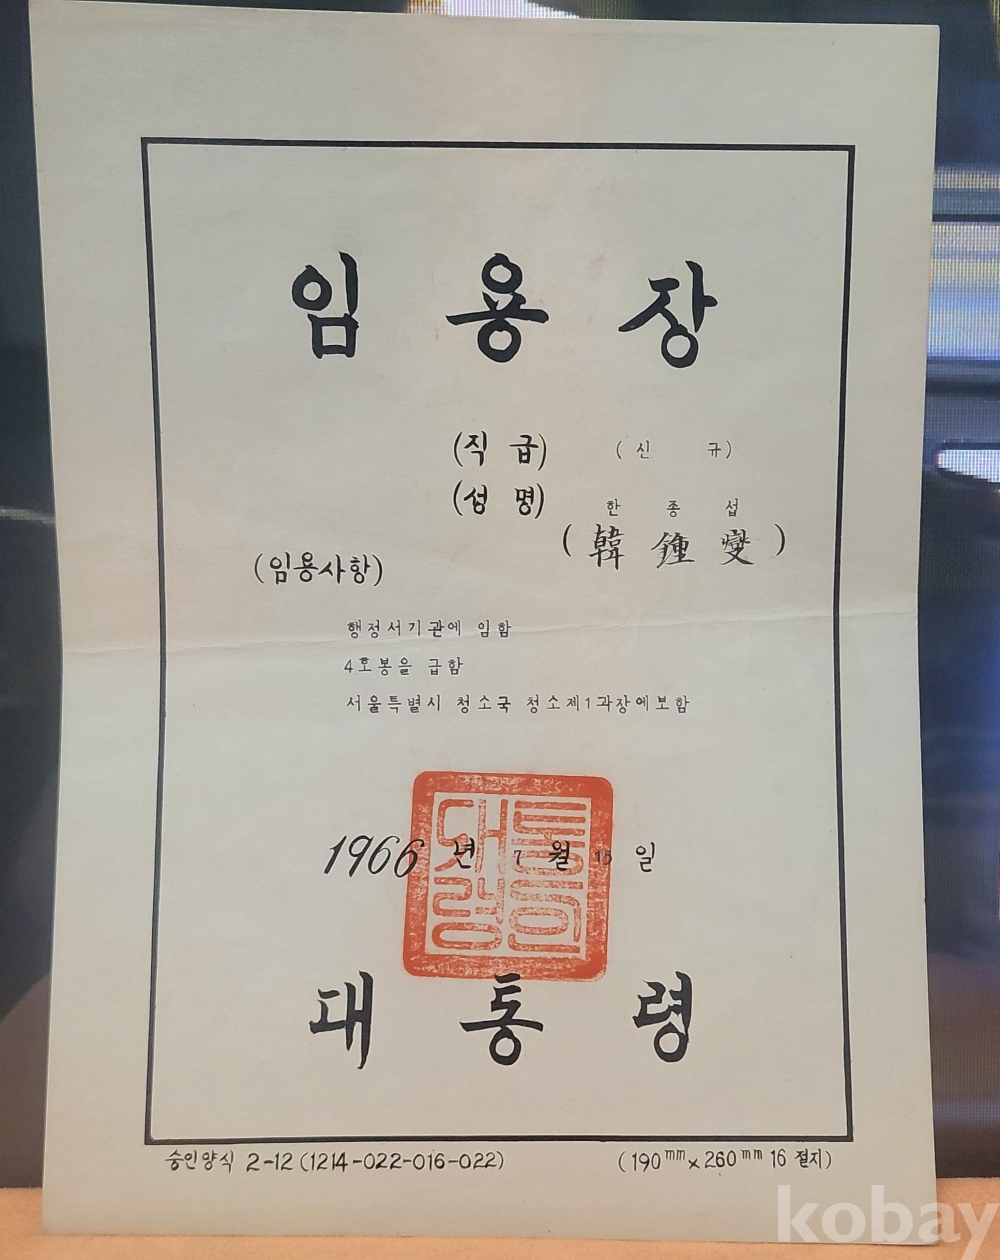 임 용 장
(직 급) (신 규)
(성 명) 한 종 섭
(韓 鍾 燮)
(임용사항)
행정서기관에 임함
4호봉을 급함
서울특별시 청소국 청소제1과장에보함
1966 년 7 월 15 일
대통령
대 통 령
승인양식 2-12 (1214-022-016-022)
(190mm x 260mm 16 절지)
kobay